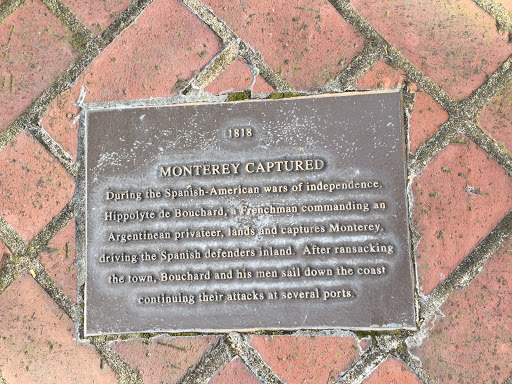 1818
MONTEREY CAPTURED
During the Spanish-American wars of independence,
Hippolyte de Bouchard, a Frenchman commanding an
Argentinean privateer, lands and captures Monterey,
driving the Spanish defenders inland. After ransacking
the town, Bouchard and his men sail down the coast
continuing their attacks at several ports.